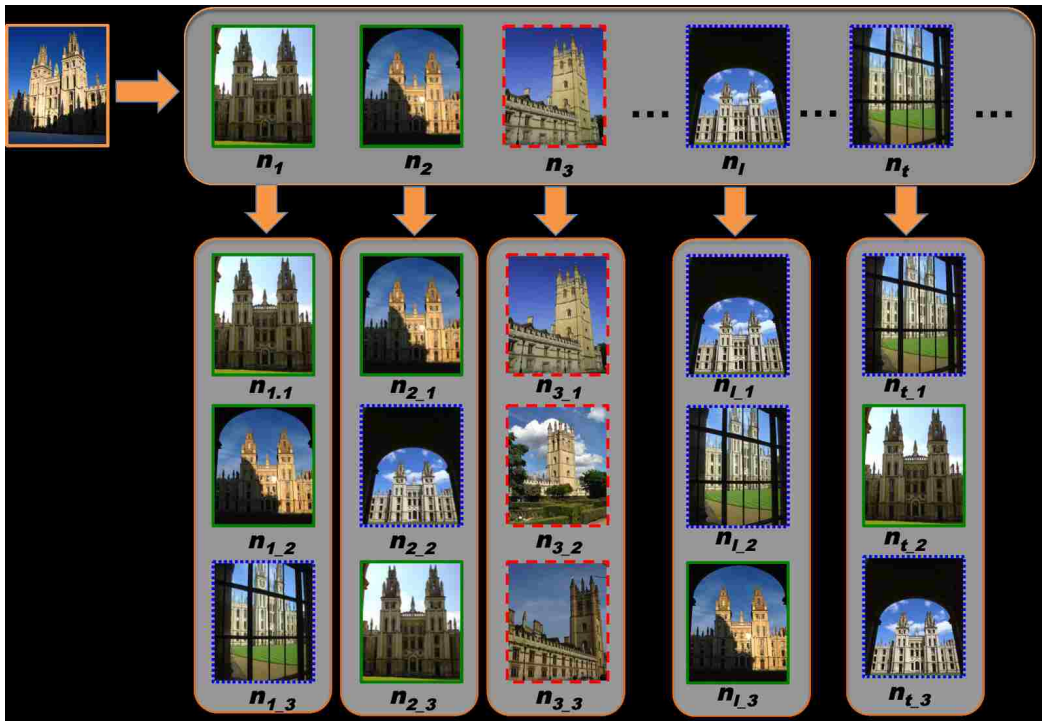 n1 n2 n3 ... nl ... nt ...
n1.1 n2_1 n3_1 nl_1 nt_1
n1_2 n2_2 n3_2 nl_2 nt_2
n1_3 n2_3 n3_3 nl_3 nt_3